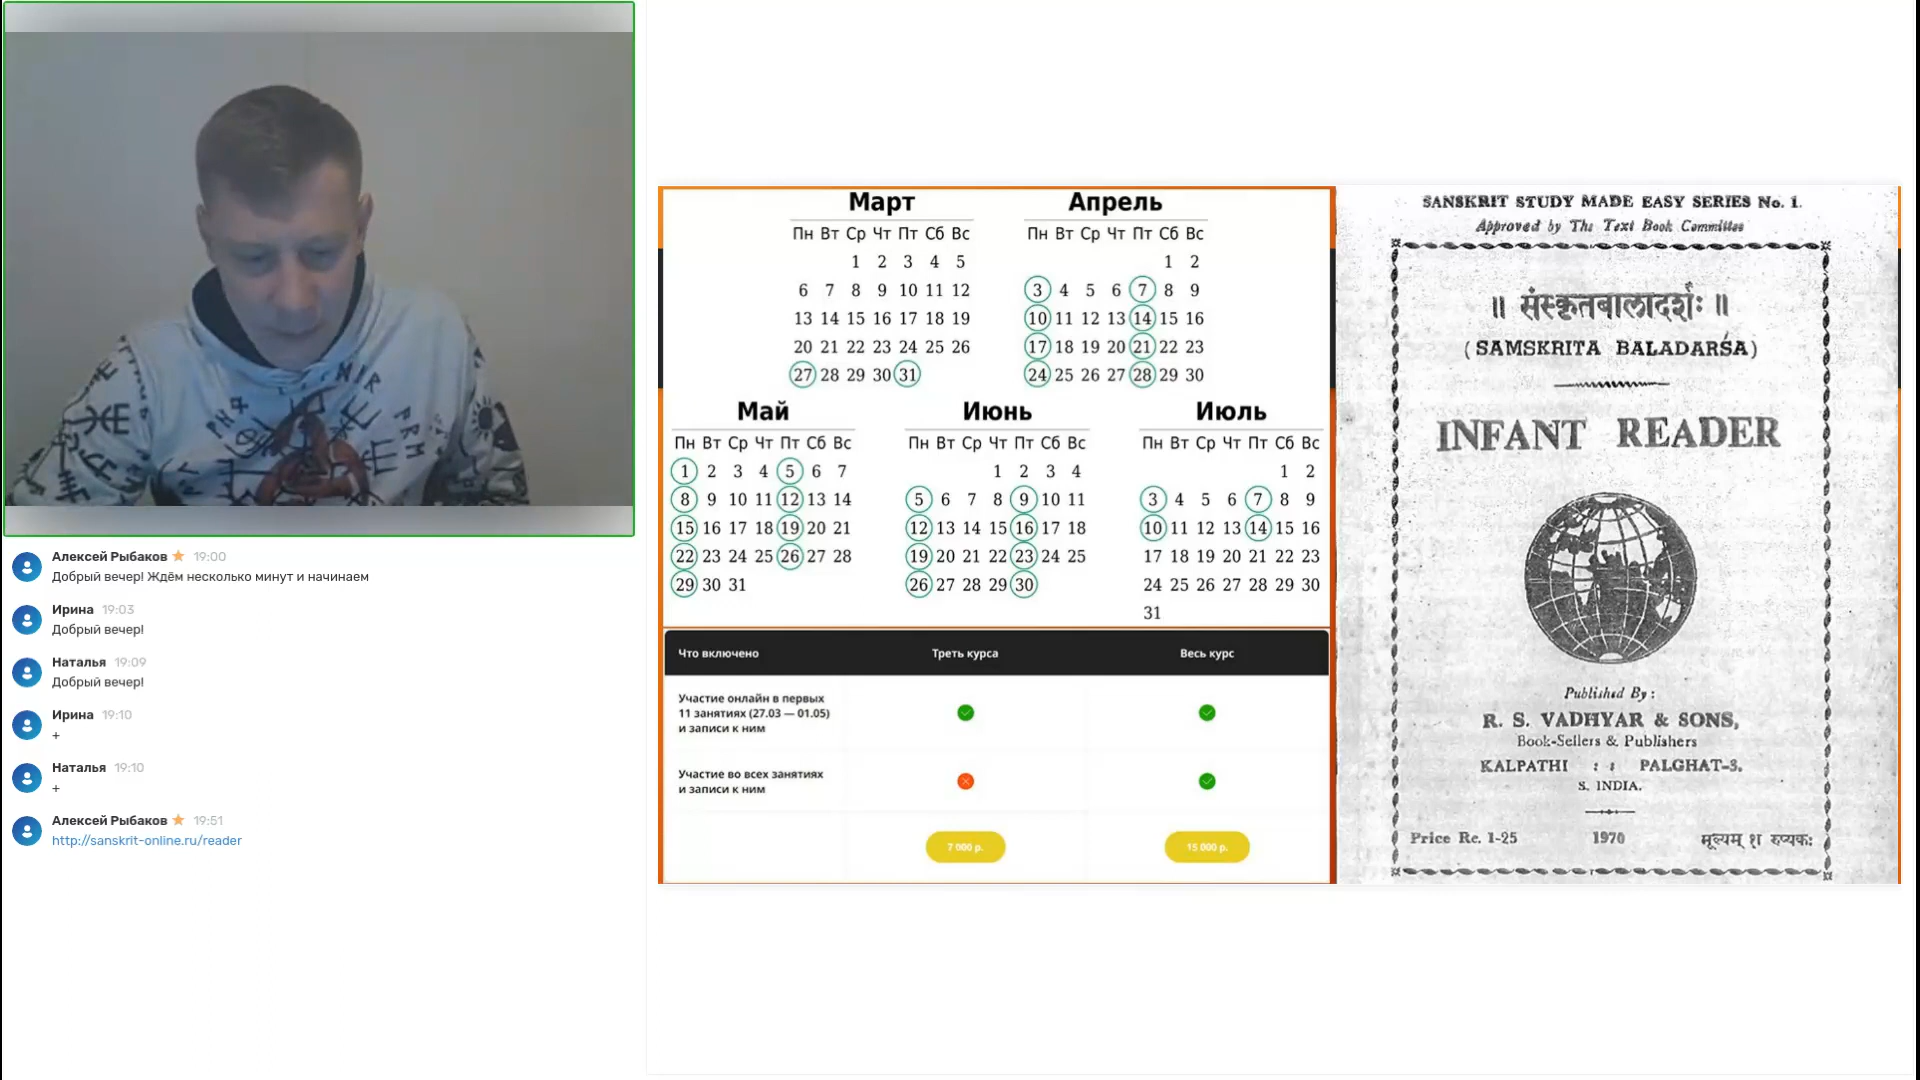 Алексей Рыбаков 19:00
Добрый вечер! Ждём несколько минут и начинаем
Ирина 19:03
Добрый вечер!
Наталья 19:09
Добрый вечер!
Ирина 19:10
+
Наталья 19:10
+
Алексей Рыбаков 19:51
http://sanskrit-online.ru/reader
Март
Пн Вт Ср Чт Пт Сб Вс
1 2 3 4 5
6 7 8 9 10 11 12
13 14 15 16 17 18 19
20 21 22 23 24 25 26
27 28 29 30 31
Апрель
Пн Вт Ср Чт Пт Сб Вс
1 2
3 4 5 6 7 8 9
10 11 12 13 14 15 16
17 18 19 20 21 22 23
24 25 26 27 28 29 30
Май
Пн Вт Ср Чт Пт Сб Вс
1 2 3 4 5 6 7
8 9 10 11 12 13 14
15 16 17 18 19 20 21
22 23 24 25 26 27 28
29 30 31
Июнь
Пн Вт Ср Чт Пт Сб Вс
1 2 3 4
5 6 7 8 9 10 11
12 13 14 15 16 17 18
19 20 21 22 23 24 25
26 27 28 29 30
Июль
Пн Вт Ср Чт Пт Сб Вс
1 2
3 4 5 6 7 8 9
10 11 12 13 14 15 16
17 18 19 20 21 22 23
24 25 26 27 28 29 30
31
Что включено Треть курса Весь курс
Участие онлайн в первых
11 занятиях (27.03 — 01.05)
и записи к ним
Участие во всех занятиях
и записи к ним
7 000 р. 15 000 р.
SANSKRIT STUDY MADE EASY SERIES No. 1.
Approved by The Text Book Committee
॥ संस्कृतबालादर्शः ॥
(SAMSKRITA BALADARŚA)
INFANT READER
Published By :
R. S. VADHYAR & SONS,
Book-Sellers & Publishers
KALPATHI : : PALGHAT-3.
S. INDIA.
Price Re. 1-25 1970 मूल्यम् १। रुप्यकः